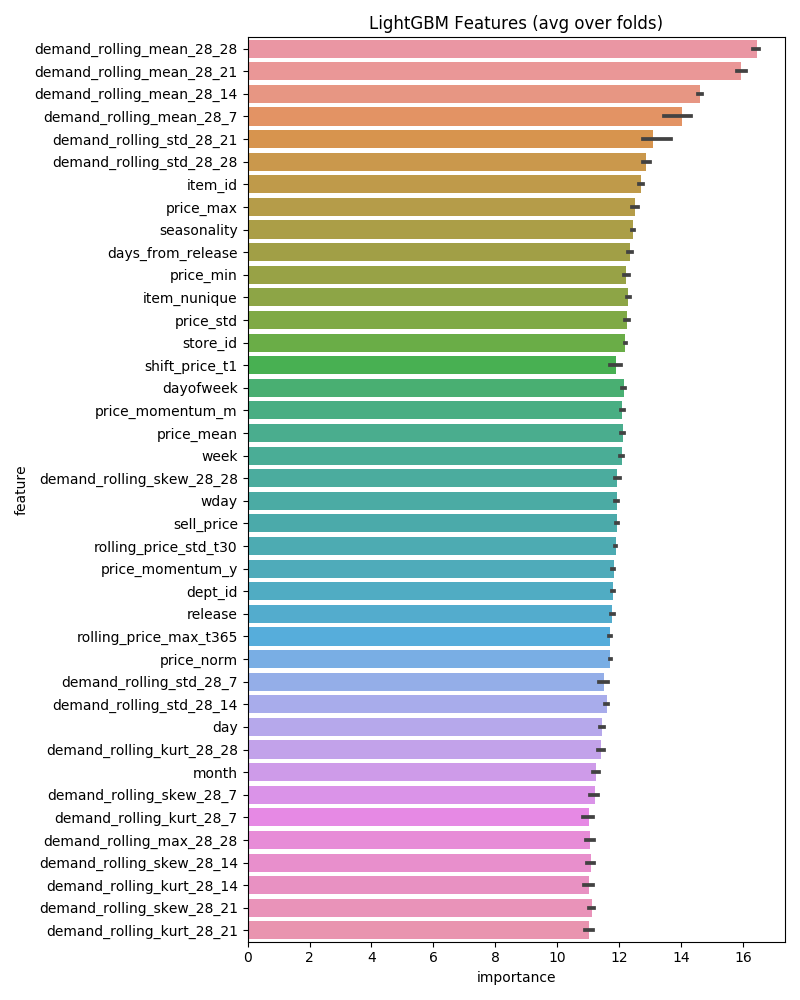 LightGBM Features (avg over folds)
demand_rolling_mean_28_28
demand_rolling_mean_28_21
demand_rolling_mean_28_14
demand_rolling_mean_28_7
demand_rolling_std_28_21
demand_rolling_std_28_28
item_id
price_max
seasonality
days_from_release
price_min
item_nunique
price_std
store_id
shift_price_t1
dayofweek
price_momentum_m
price_mean
week
demand_rolling_skew_28_28
wday
sell_price
rolling_price_std_t30
price_momentum_y
dept_id
release
rolling_price_max_t365
price_norm
demand_rolling_std_28_7
demand_rolling_std_28_14
day
demand_rolling_kurt_28_28
month
demand_rolling_skew_28_7
demand_rolling_kurt_28_7
demand_rolling_max_28_28
demand_rolling_skew_28_14
demand_rolling_kurt_28_14
demand_rolling_skew_28_21
demand_rolling_kurt_28_21
feature
0 2 4 6 8 10 12 14 16
importance